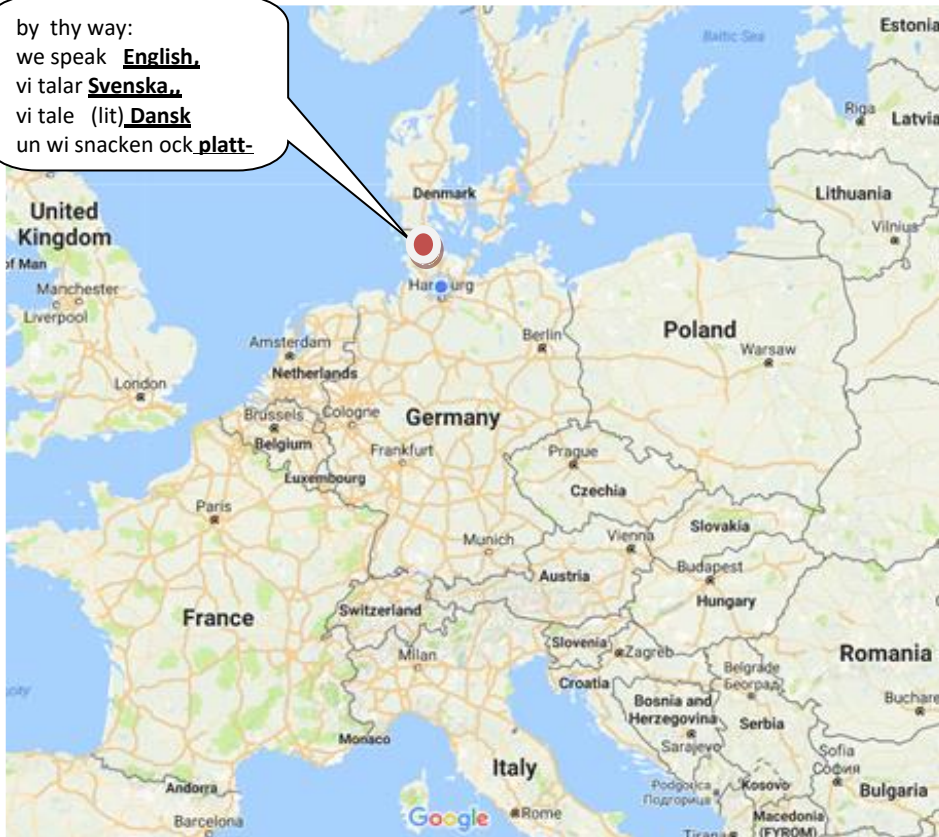 by thy way:
we speak English,
vi talar Svenska,,
vi tale (lit) Dansk
un wi snacken ock platt-
Estonia
Baltic Sea
Riga
Latvia
Denmark
Lithuania
Vilnius
United
Kingdom
of Man
Manchester
Liverpool
Ham urg
Berlin
Poland
Warsaw
Amsterdam
Netherlands
London
Brussels
Cologne
Germany
Belgium
Frankfurt
Prague
Luxembourg
Czechia
Paris
Slovakia
Munich
Vienna
Austria
Budapest
Hungary
France
Switzerland
Slovenia
Zagreb
Milan
Romania
Croatia
Belgrade
Београд
Bosnia and
Herzegovina
Serbia
Buchare
Monaco
Sarajevo
Sofia
София
Italy
Andorra
Podgorica
Подгорица
Kosovo
Bulgaria
Google
Rome
Macedonia
(FYROM)
Barcelona
Tirana